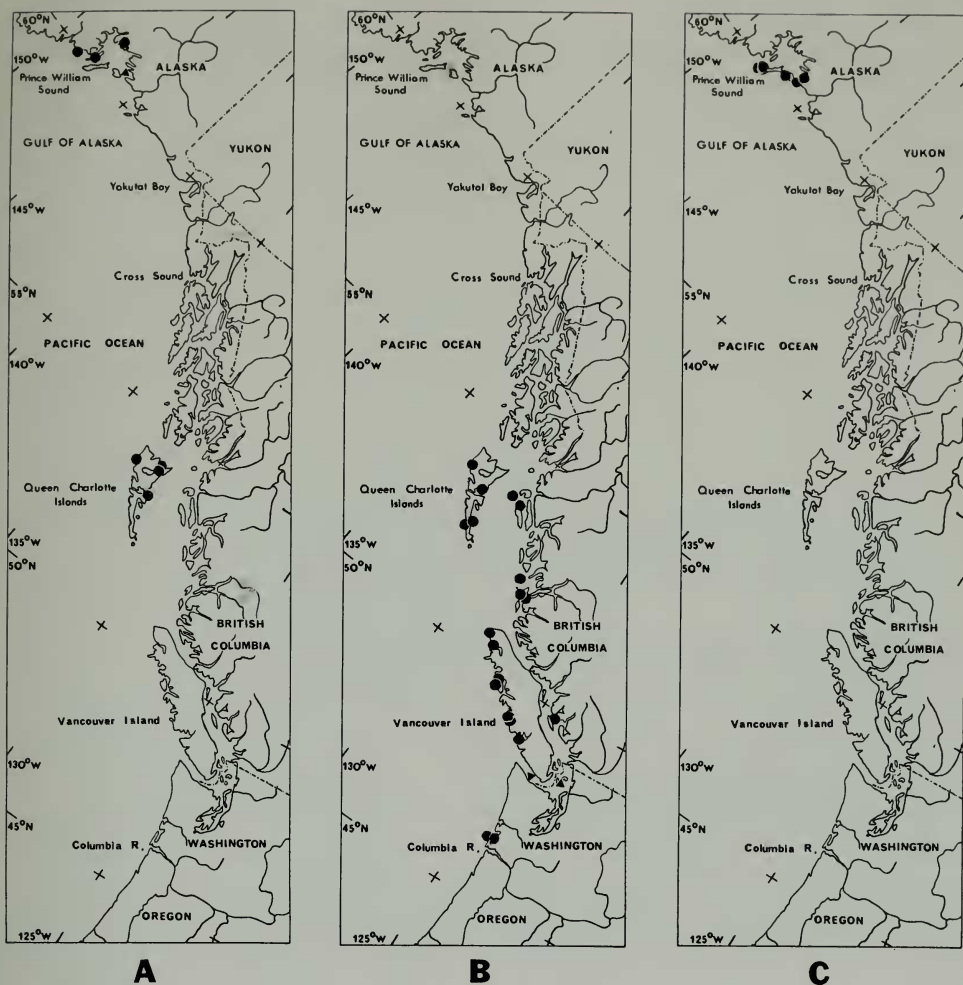 60°N
150°W
ALASKA
Prince William
Sound
GULF OF ALASKA
YUKON
Yakutat Bay
145°W
Cross Sound
55°N
PACIFIC OCEAN
140°W
Queen Charlotte
Islands
135°W
50°N
BRITISH
COLUMBIA
Vancouver Island
130°W
45°N
Columbia R.
WASHINGTON
OREGON
125°W
A
60°N
150°W
ALASKA
Prince William
Sound
GULF OF ALASKA
YUKON
Yakutat Bay
145°W
Cross Sound
55°N
PACIFIC OCEAN
140°W
Queen Charlotte
Islands
135°W
50°N
BRITISH
COLUMBIA
Vancouver Island
130°W
45°N
Columbia R.
WASHINGTON
OREGON
125°W
B
60°N
150°W
ALASKA
Prince William
Sound
GULF OF ALASKA
YUKON
Yakutat Bay
145°W
Cross Sound
55°N
PACIFIC OCEAN
140°W
Queen Charlotte
Islands
135°W
50°N
BRITISH
COLUMBIA
Vancouver Island
130°W
45°N
Columbia R.
WASHINGTON
OREGON
125°W
C